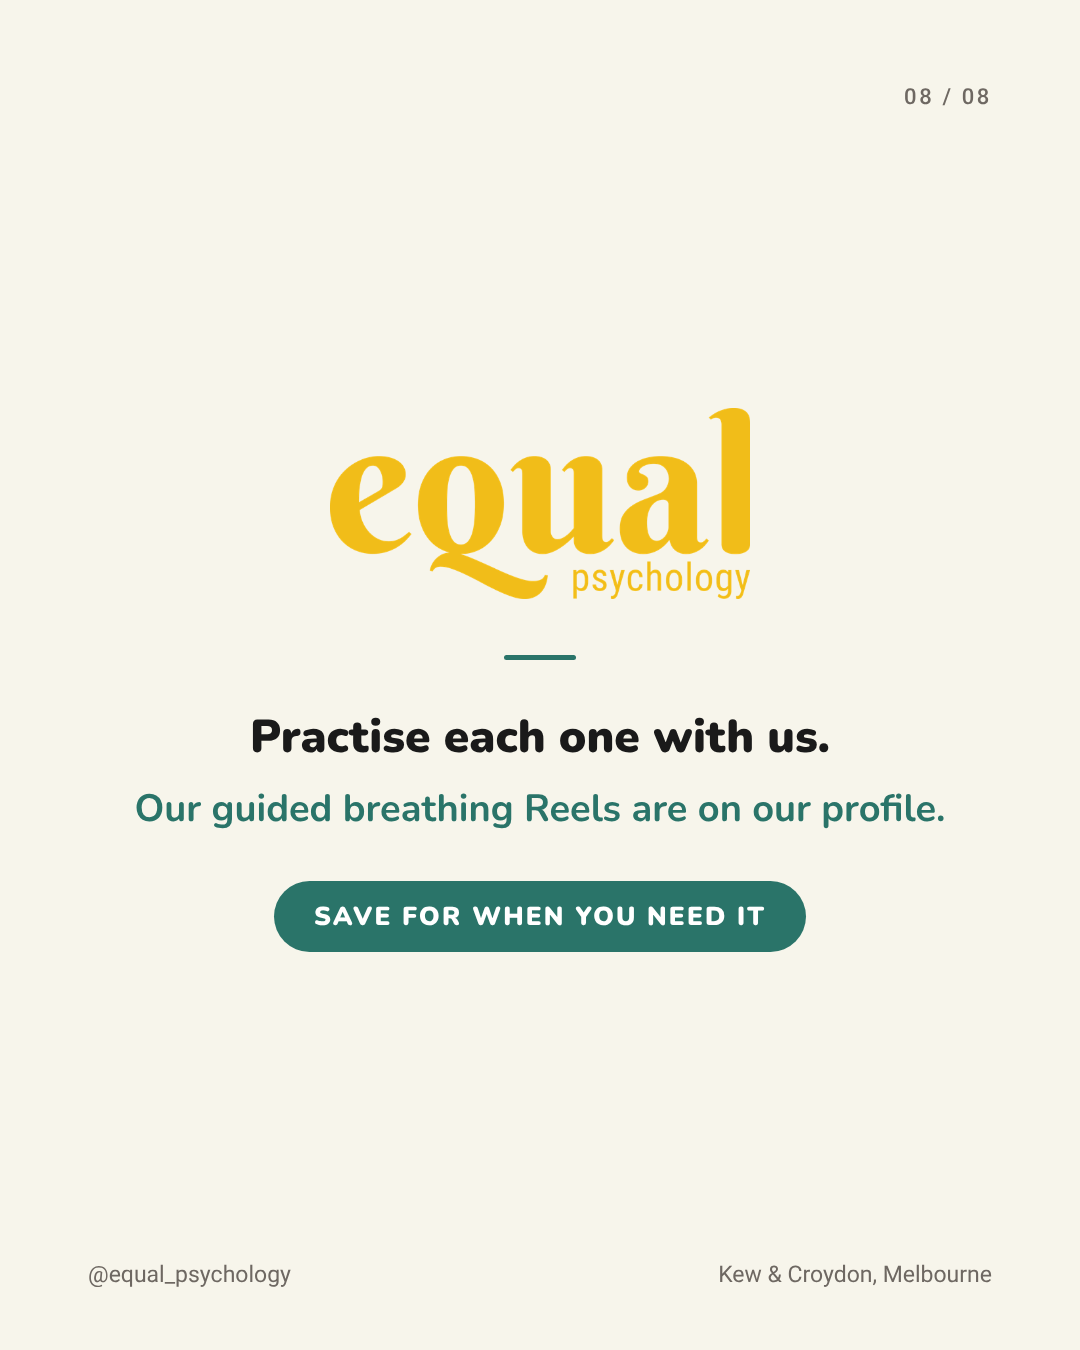 08 / 08
equal
psychology
Practise each one with us.
Our guided breathing Reels are on our profile.
SAVE FOR WHEN YOU NEED IT
@equal_psychology
Kew & Croydon, Melbourne